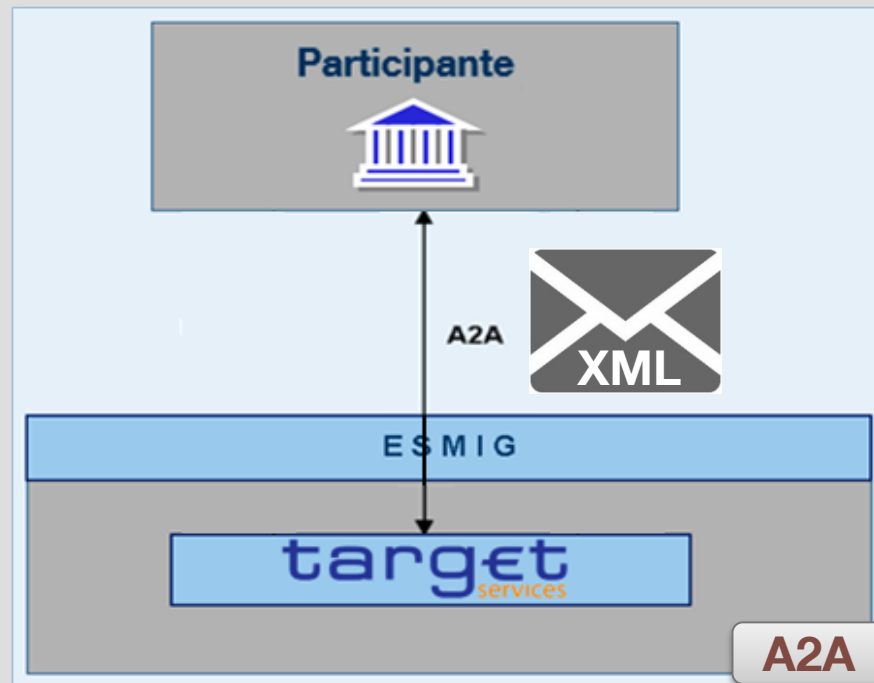 Participante
A2A
XML
ESMIG
target
services
A2A